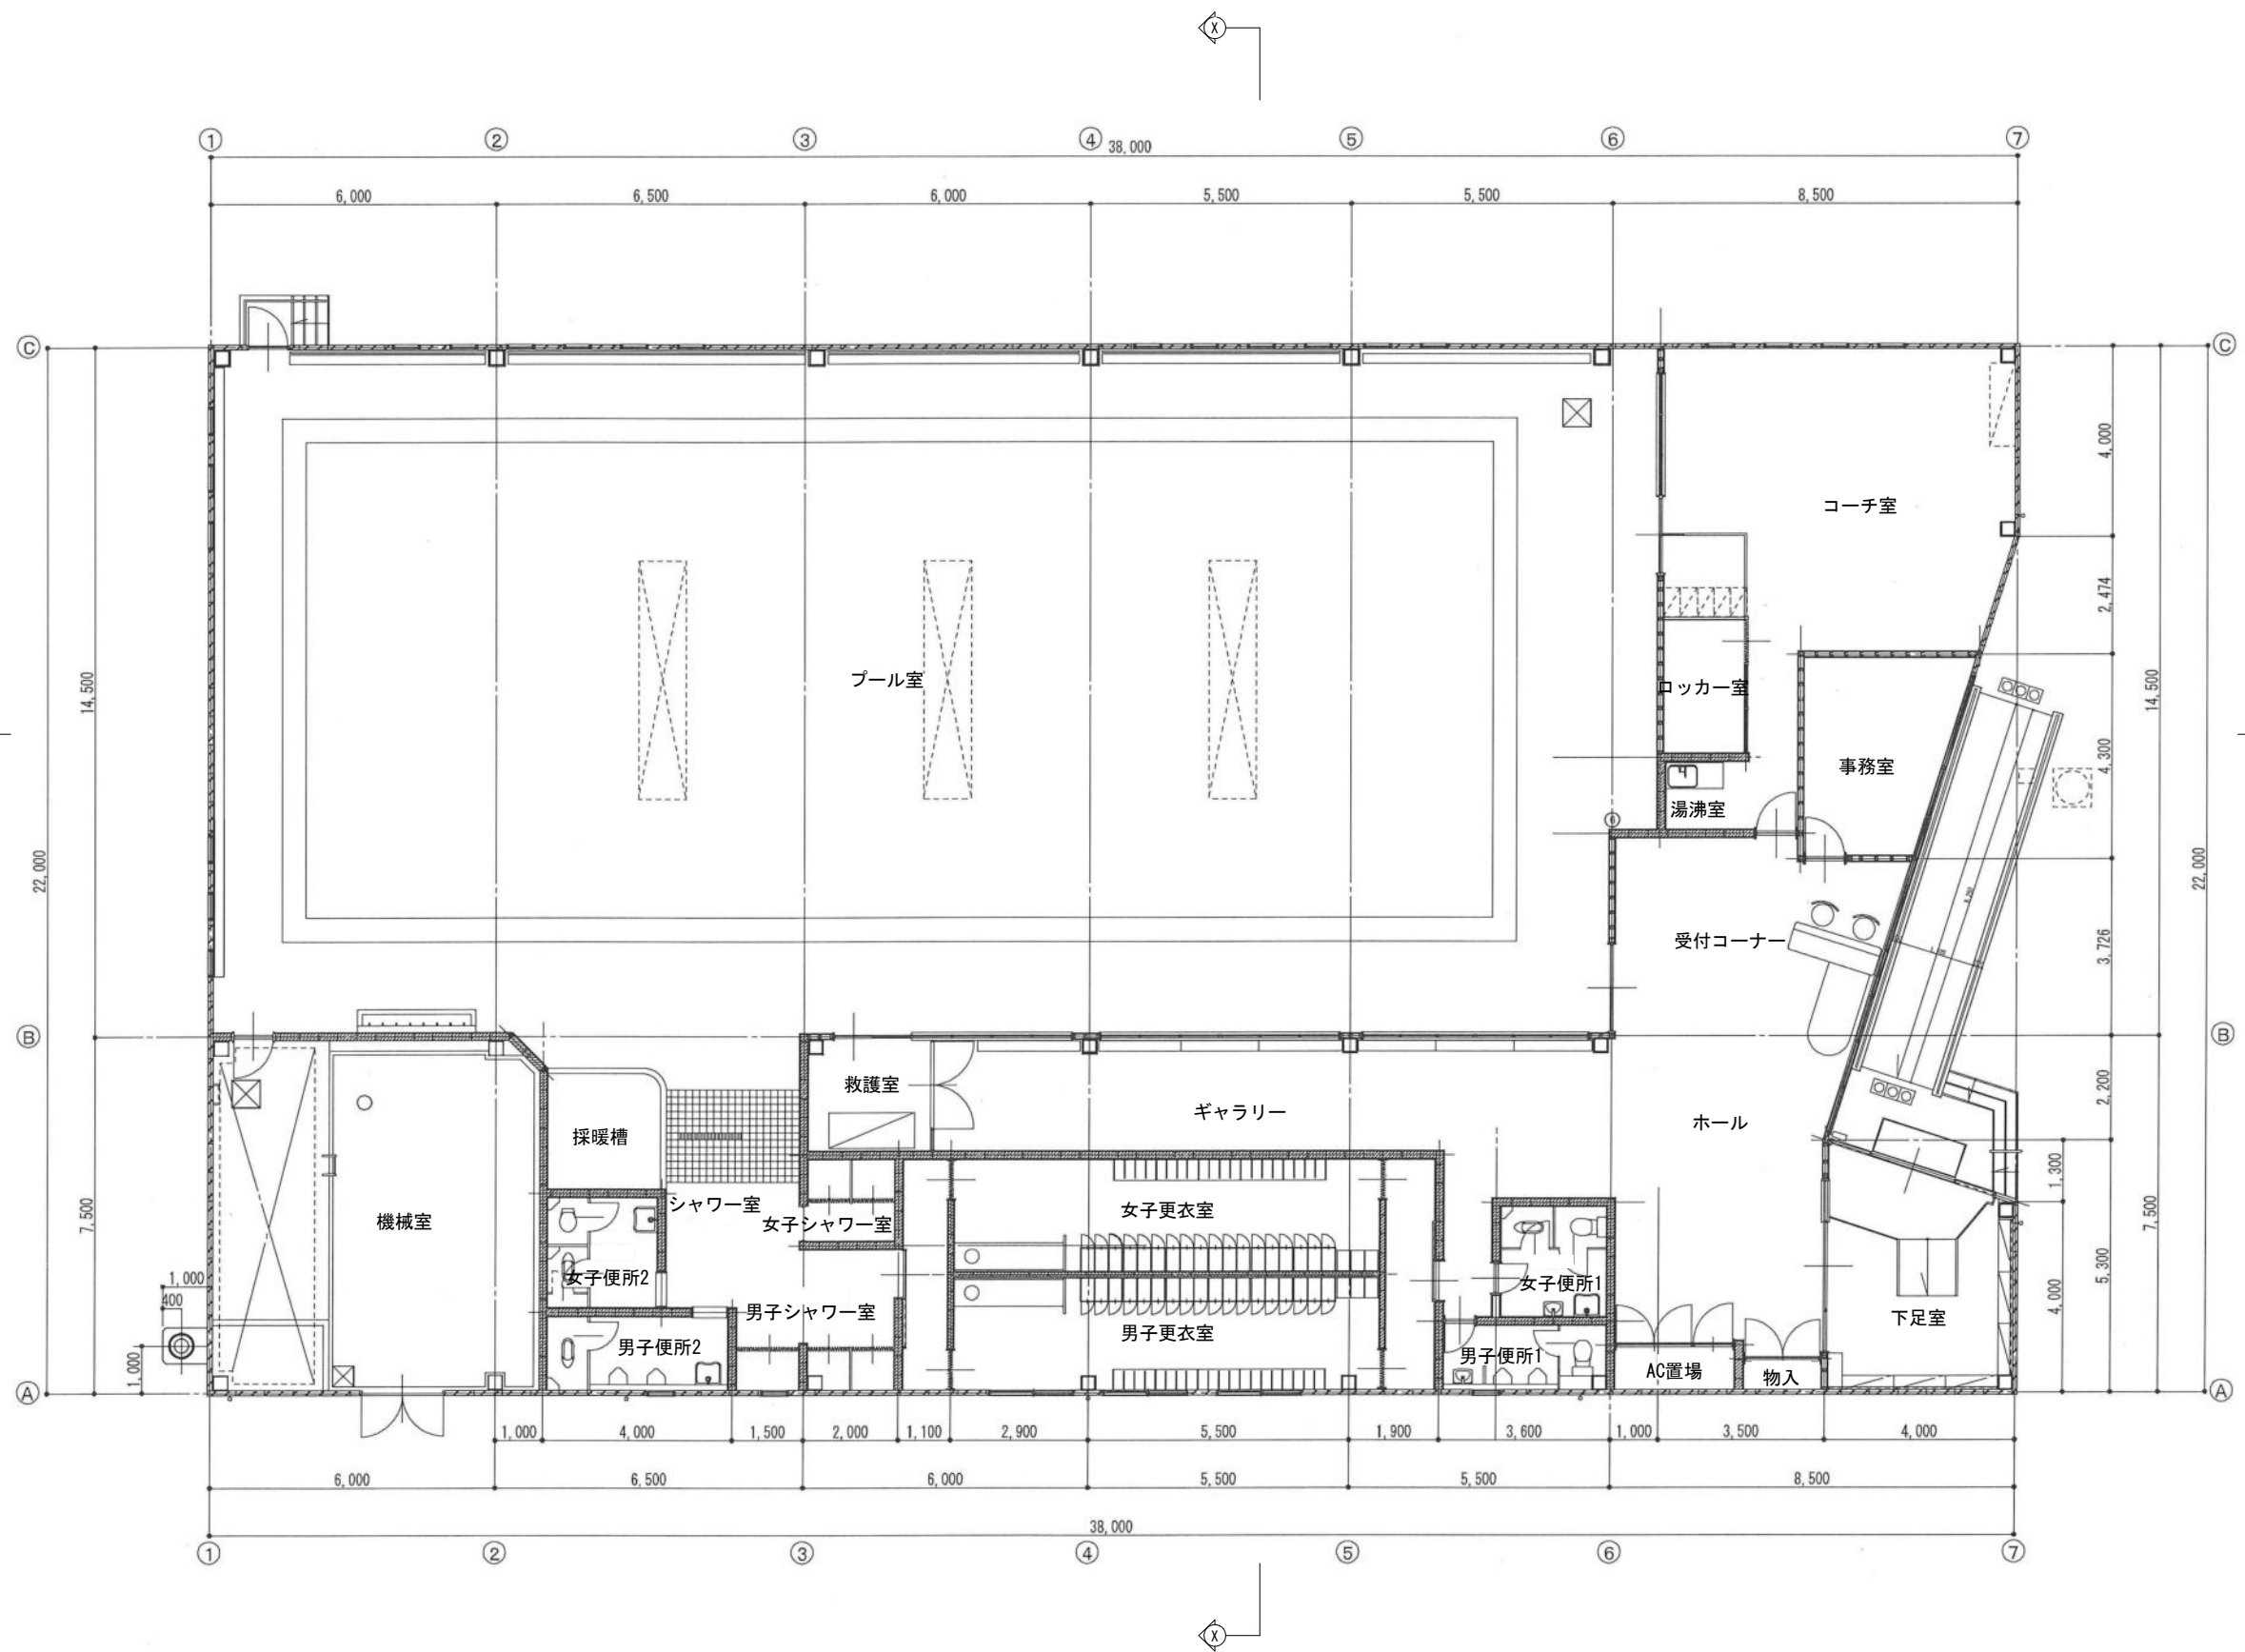 X
① ② ③ ④ ⑤ ⑥ ⑦
38,000
6,000 6,500 6,000 5,500 5,500 8,500
Ⓒ Ⓒ
4,000
コーチ室
2,474
14,500 14,500
プール室
ロッカー室
4,300
事務室
湯沸室
⑥
22,000 22,000
受付コーナー
3,726
Ⓑ Ⓑ
救護室
2,200
ギャラリー
ホール
採暖槽
1,300
シャワー室
女子シャワー室
女子更衣室
機械室
7,500 7,500
5,300
1,000
女子便所2
女子便所1
400
4,000
男子シャワー室
男子更衣室
下足室
男子便所2
男子便所1
1,000
AC置場
物入
Ⓐ Ⓐ
1,000 4,000 1,500 2,000 1,100 2,900 5,500 1,900 3,600 1,000 3,500 4,000
6,000 6,500 6,000 5,500 5,500 8,500
38,000
① ② ③ ④ ⑤ ⑥ ⑦
X